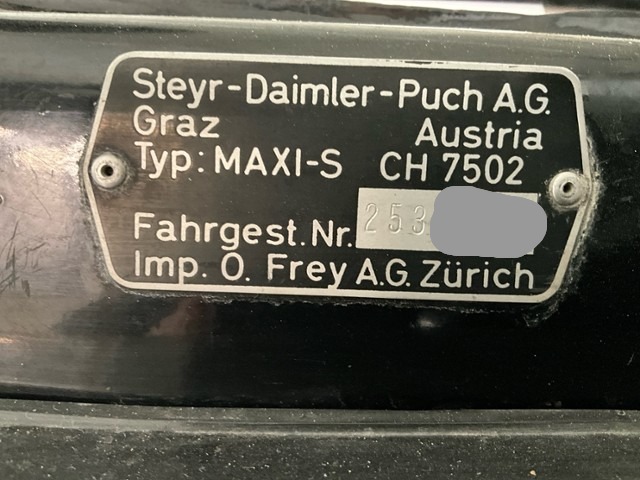 Steyr-Daimler-Puch A.G.
Graz Austria
Typ: MAXI-S CH 7502
Fahrgest. Nr. 253
Imp. O. Frey A.G. Zürich